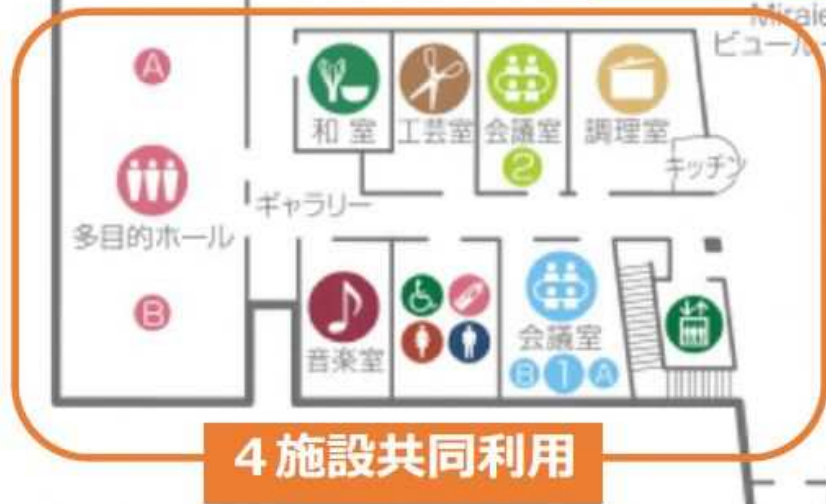 Miraie
ビュール
A
和室 工芸室 会議室 調理室
2
キッチン
ギャラリー
多目的ホール
B
音楽室
会議室
B 1 A
4施設共同利用